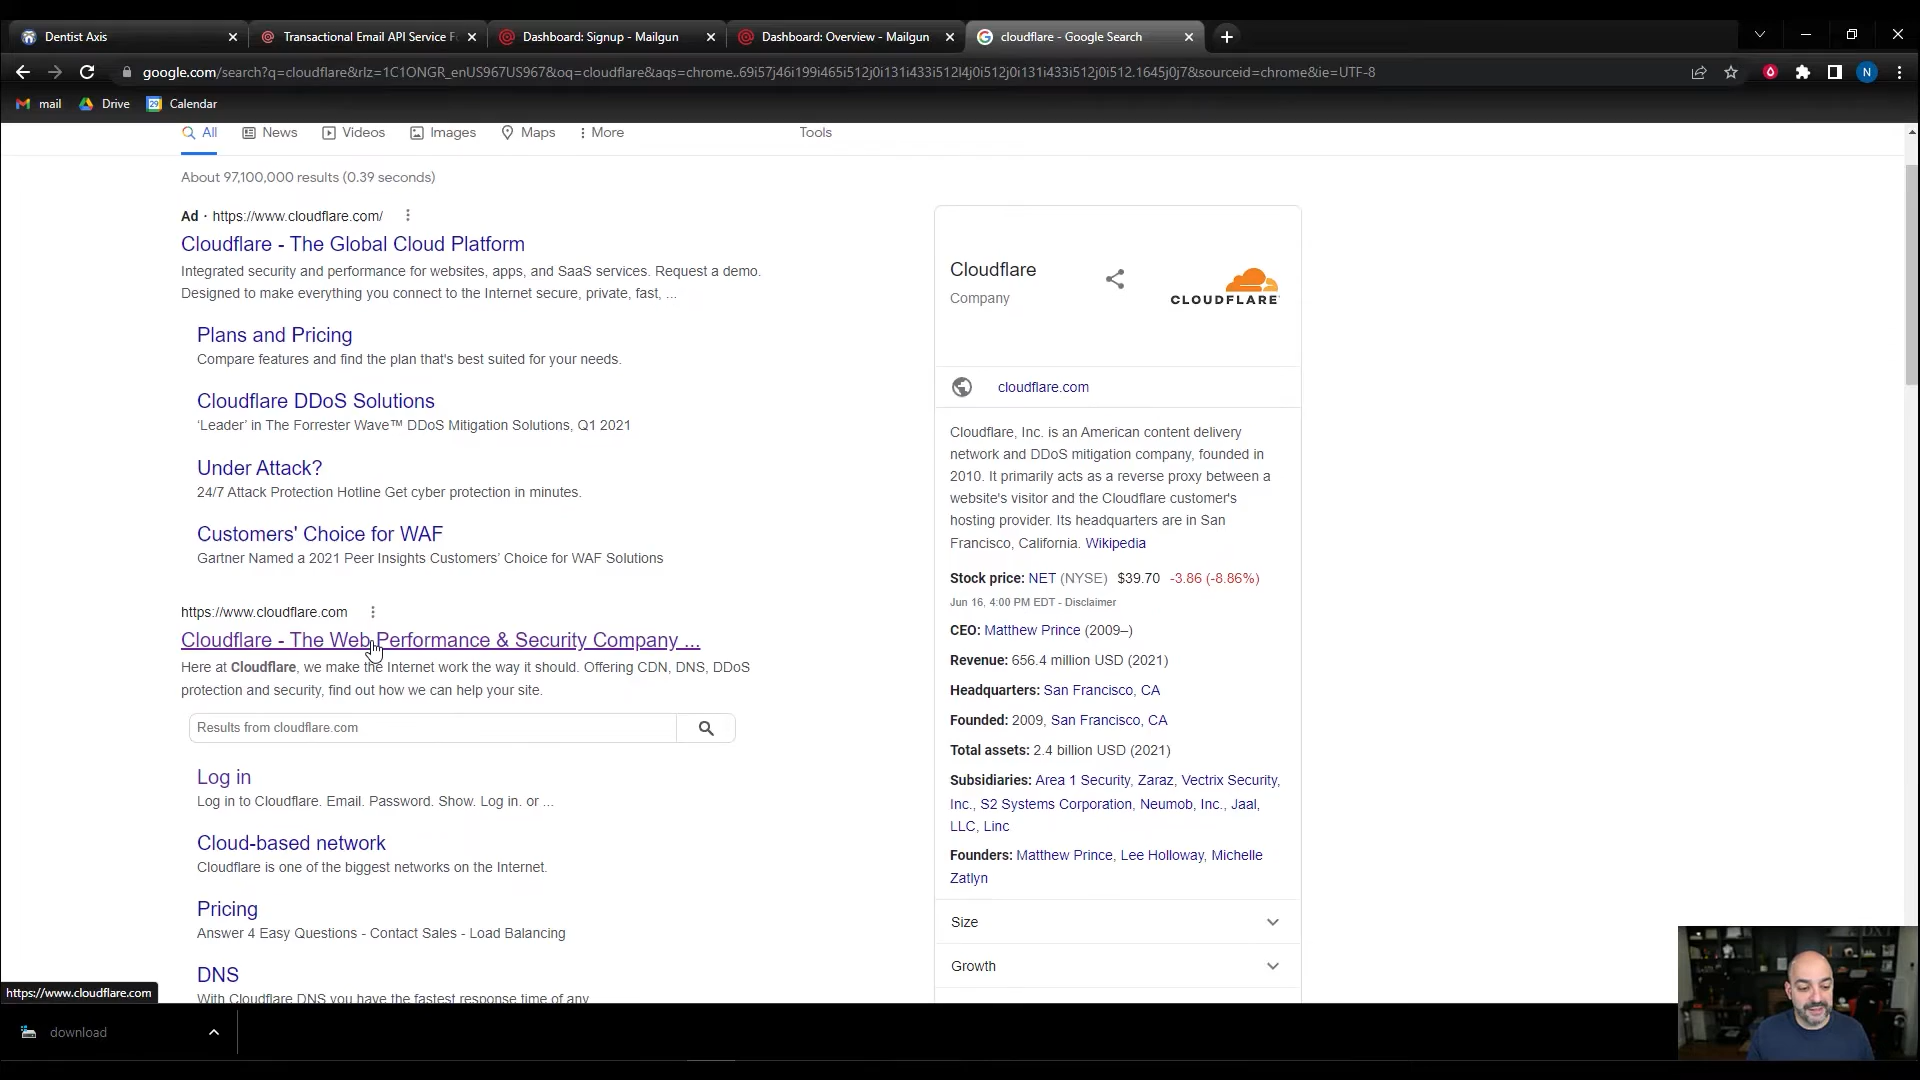 Dentist Axis
Transactional Email API Service F
Dashboard: Signup - Mailgun
Dashboard: Overview - Mailgun
cloudflare - Google Search
google.com/search?q=cloudflare&rlz=1C1ONGR_enUS967US967&oq=cloudflare&aqs=chrome..69i57j46i199i465i512j0i131i433i512l4j0i512j0i131i433i512j0i512.1645j0j7&sourceid=chrome&ie=UTF-8
N
mail
Drive
29
Calendar
All
News
Videos
Images
Maps
More
Tools
About 97,100,000 results (0.39 seconds)
Ad · https://www.cloudflare.com/
Cloudflare - The Global Cloud Platform
Integrated security and performance for websites, apps, and SaaS services. Request a demo.
Designed to make everything you connect to the Internet secure, private, fast, ...
Plans and Pricing
Compare features and find the plan that's best suited for your needs.
Cloudflare DDoS Solutions
‘Leader’ in The Forrester Wave™ DDoS Mitigation Solutions, Q1 2021
Under Attack?
24/7 Attack Protection Hotline Get cyber protection in minutes.
Customers' Choice for WAF
Gartner Named a 2021 Peer Insights Customers’ Choice for WAF Solutions
https://www.cloudflare.com
Cloudflare - The Web Performance & Security Company ...
Here at Cloudflare, we make the Internet work the way it should. Offering CDN, DNS, DDoS
protection and security, find out how we can help your site.
Results from cloudflare.com
Log in
Log in to Cloudflare. Email. Password. Show. Log in. or ...
Cloud-based network
Cloudflare is one of the biggest networks on the Internet.
Pricing
Answer 4 Easy Questions - Contact Sales - Load Balancing
DNS
With Cloudflare DNS you have the fastest response time of any
Cloudflare
Company
CLOUDFLARE
cloudflare.com
Cloudflare, Inc. is an American content delivery
network and DDoS mitigation company, founded in
2010. It primarily acts as a reverse proxy between a
website's visitor and the Cloudflare customer's
hosting provider. Its headquarters are in San
Francisco, California. Wikipedia
Stock price: NET (NYSE) $39.70 -3.86 (-8.86%)
Jun 16, 4:00 PM EDT - Disclaimer
CEO: Matthew Prince (2009–)
Revenue: 656.4 million USD (2021)
Headquarters: San Francisco, CA
Founded: 2009, San Francisco, CA
Total assets: 2.4 billion USD (2021)
Subsidiaries: Area 1 Security, Zaraz, Vectrix Security,
Inc., S2 Systems Corporation, Neumob, Inc., Jaal,
LLC, Linc
Founders: Matthew Prince, Lee Holloway, Michelle
Zatlyn
Size
Growth
https://www.cloudflare.com
download